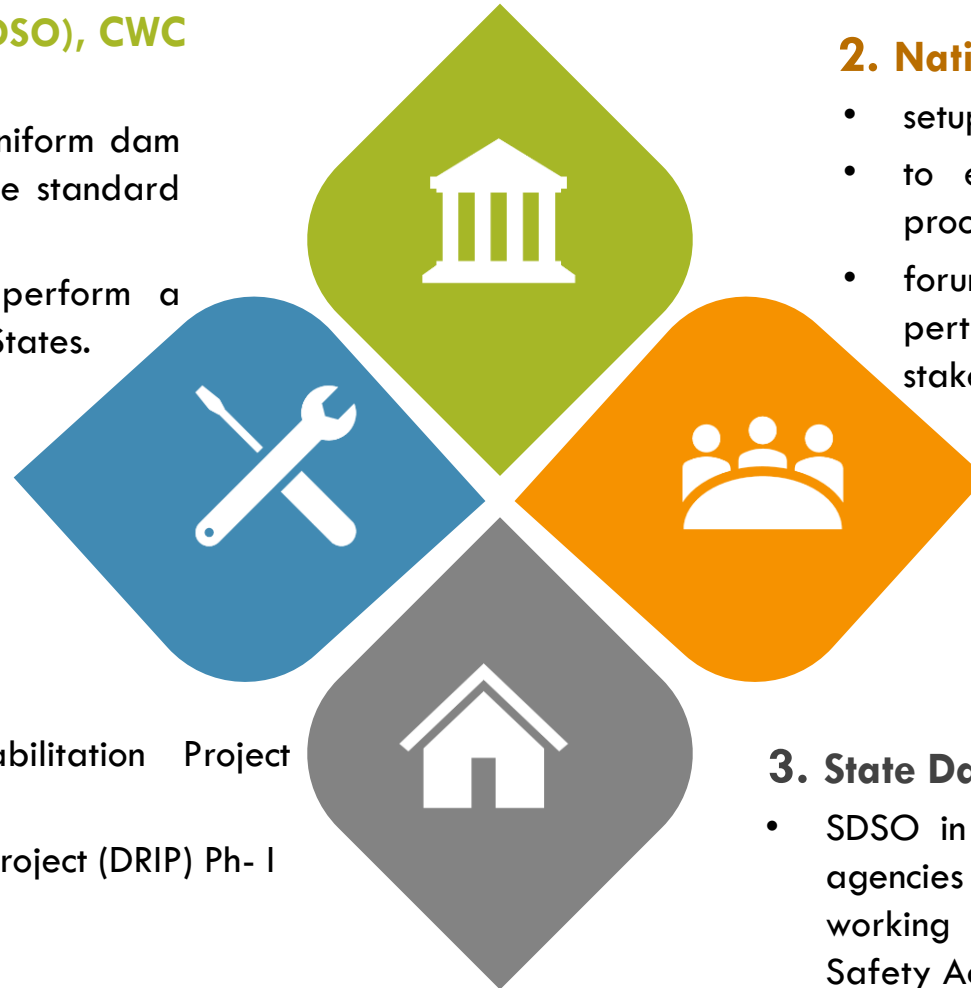 OSO), CWC
niform dam
e standard
perform a
States.
2. Nati
• setup
• to e
proc
• forum
pert
stake
abilitation Project
roject (DRIP) Ph- I
3. State Da
• SDSO in
agencies
working
Safety Ac